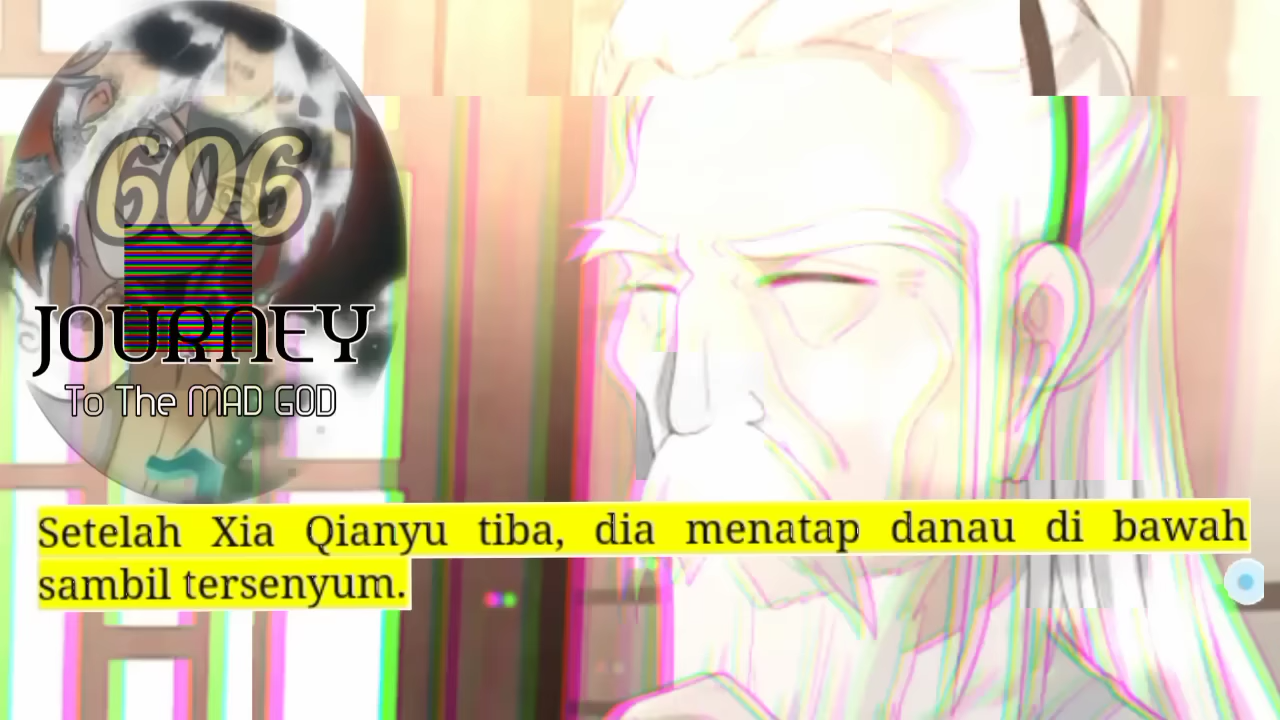 606
JOURNEY
To The MAD GOD
Setelah Xia Qianyu tiba, dia menatap danau di bawah
sambil tersenyum.